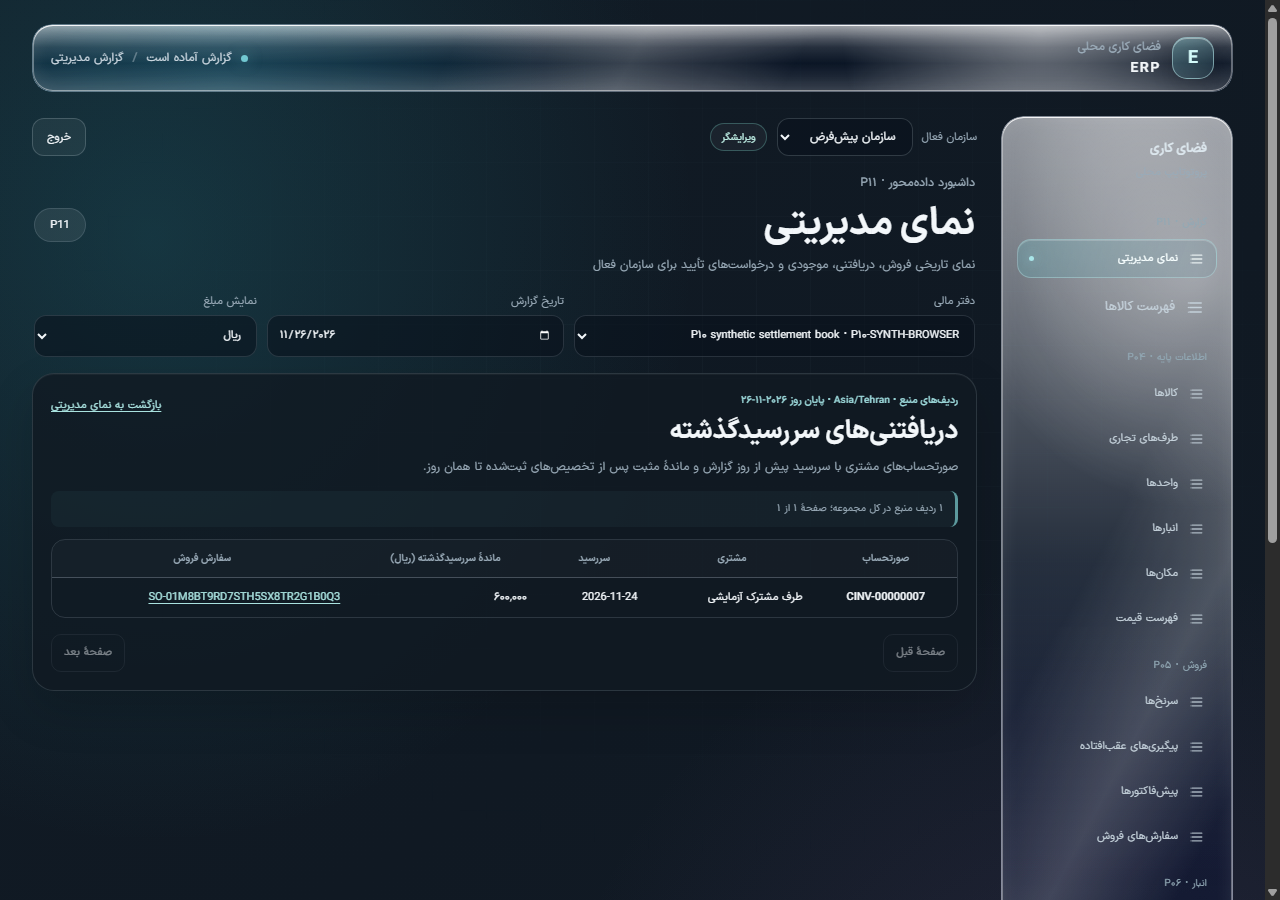 E
فضای کاری محلی
ERP
گزارش آماده است / گزارش مدیریتی
فضای کاری
نمای مدیریتی
فهرست کالاها
اطلاعات پایه · P۰۴
کالاها
طرف‌های تجاری
واحدها
انبارها
مکان‌ها
فهرست قیمت
فروش · P۰۵
سرنخ‌ها
پیگیری‌های عقب‌افتاده
پیش‌فاکتورها
سفارش‌های فروش
انبار · P۰۶
سازمان فعال
سازمان پیش‌فرض
ویرایشگر
خروج
داشبورد داده‌محور · P۱۱
نمای مدیریتی
P11
نمای تاریخی فروش، دریافتنی، موجودی و درخواست‌های تأیید برای سازمان فعال
دفتر مالی
P۱۰ synthetic settlement book · P۱۰-SYNTH-BROWSER
تاریخ گزارش
۱۱/۲۶/۲۰۲۶
نمایش مبلغ
ریال
ردیف‌های منبع · Asia/Tehran · پایان روز ۲۰۲۶-۱۱-۲۶
بازگشت به نمای مدیریتی
دریافتنی‌های سررسیدگذشته
صورتحساب‌های مشتری با سررسید پیش از روز گزارش و ماندهٔ مثبت پس از تخصیص‌های ثبت‌شده تا همان روز.
۱ ردیف منبع در کل مجموعه؛ صفحهٔ ۱ از ۱
صورتحساب مشتری سررسید ماندهٔ سررسیدگذشته (ریال) سفارش فروش
CINV-00000007 طرف مشترک آزمایشی 2026-11-24 ۶۰۰,۰۰۰ SO-01M8BT9RD7STH5SX8TR2G1B0Q3
صفحهٔ قبل
صفحهٔ بعد